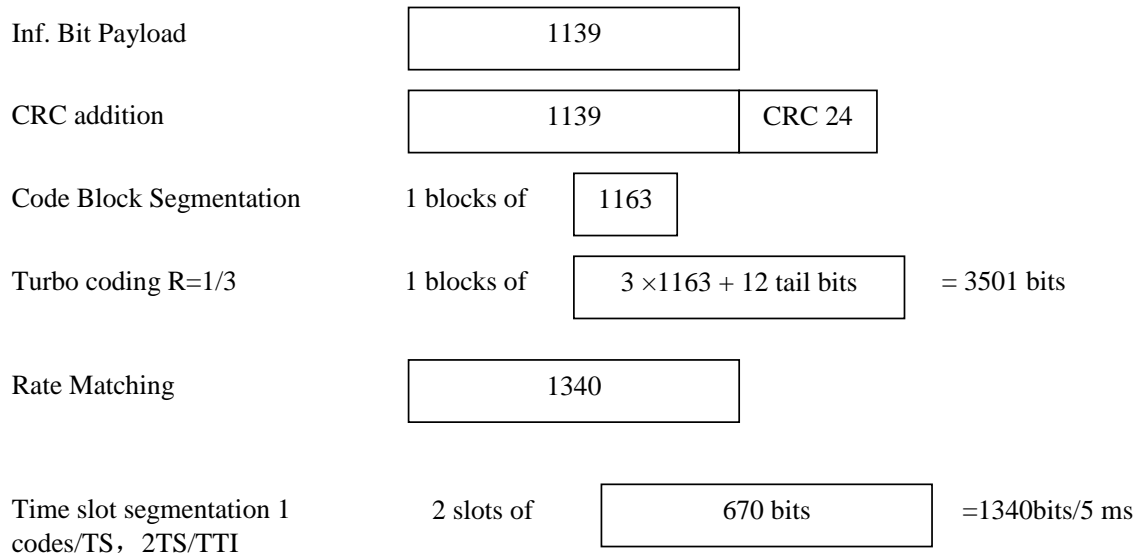 Inf. Bit Payload 1139
CRC addition 1139 CRC 24
Code Block Segmentation 1 blocks of 1163
Turbo coding R=1/3 1 blocks of 3 ×1163 + 12 tail bits = 3501 bits
Rate Matching 1340
Time slot segmentation 1 2 slots of 670 bits =1340bits/5 ms
codes/TS，2TS/TTI